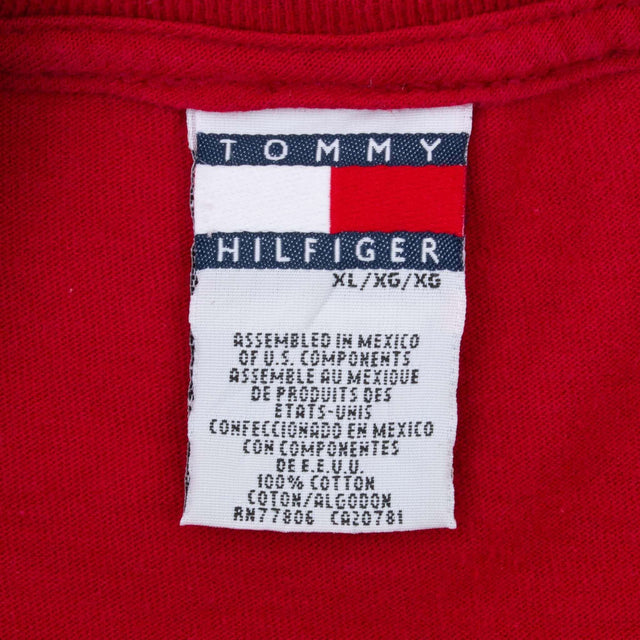 TOMMY
HILFIGER
XL/XG/XG
ASSEMBLED IN MEXICO
OF U.S. COMPONENTS
ASSEMBLE AU MEXIQUE
DE PRODUITS DES
ETATS-UNIS
CONFECCIONADO EN MEXICO
CON COMPONENTES
DE E.E.U.U.
100% COTTON
COTON/ALGODON
RN77806 CA20781